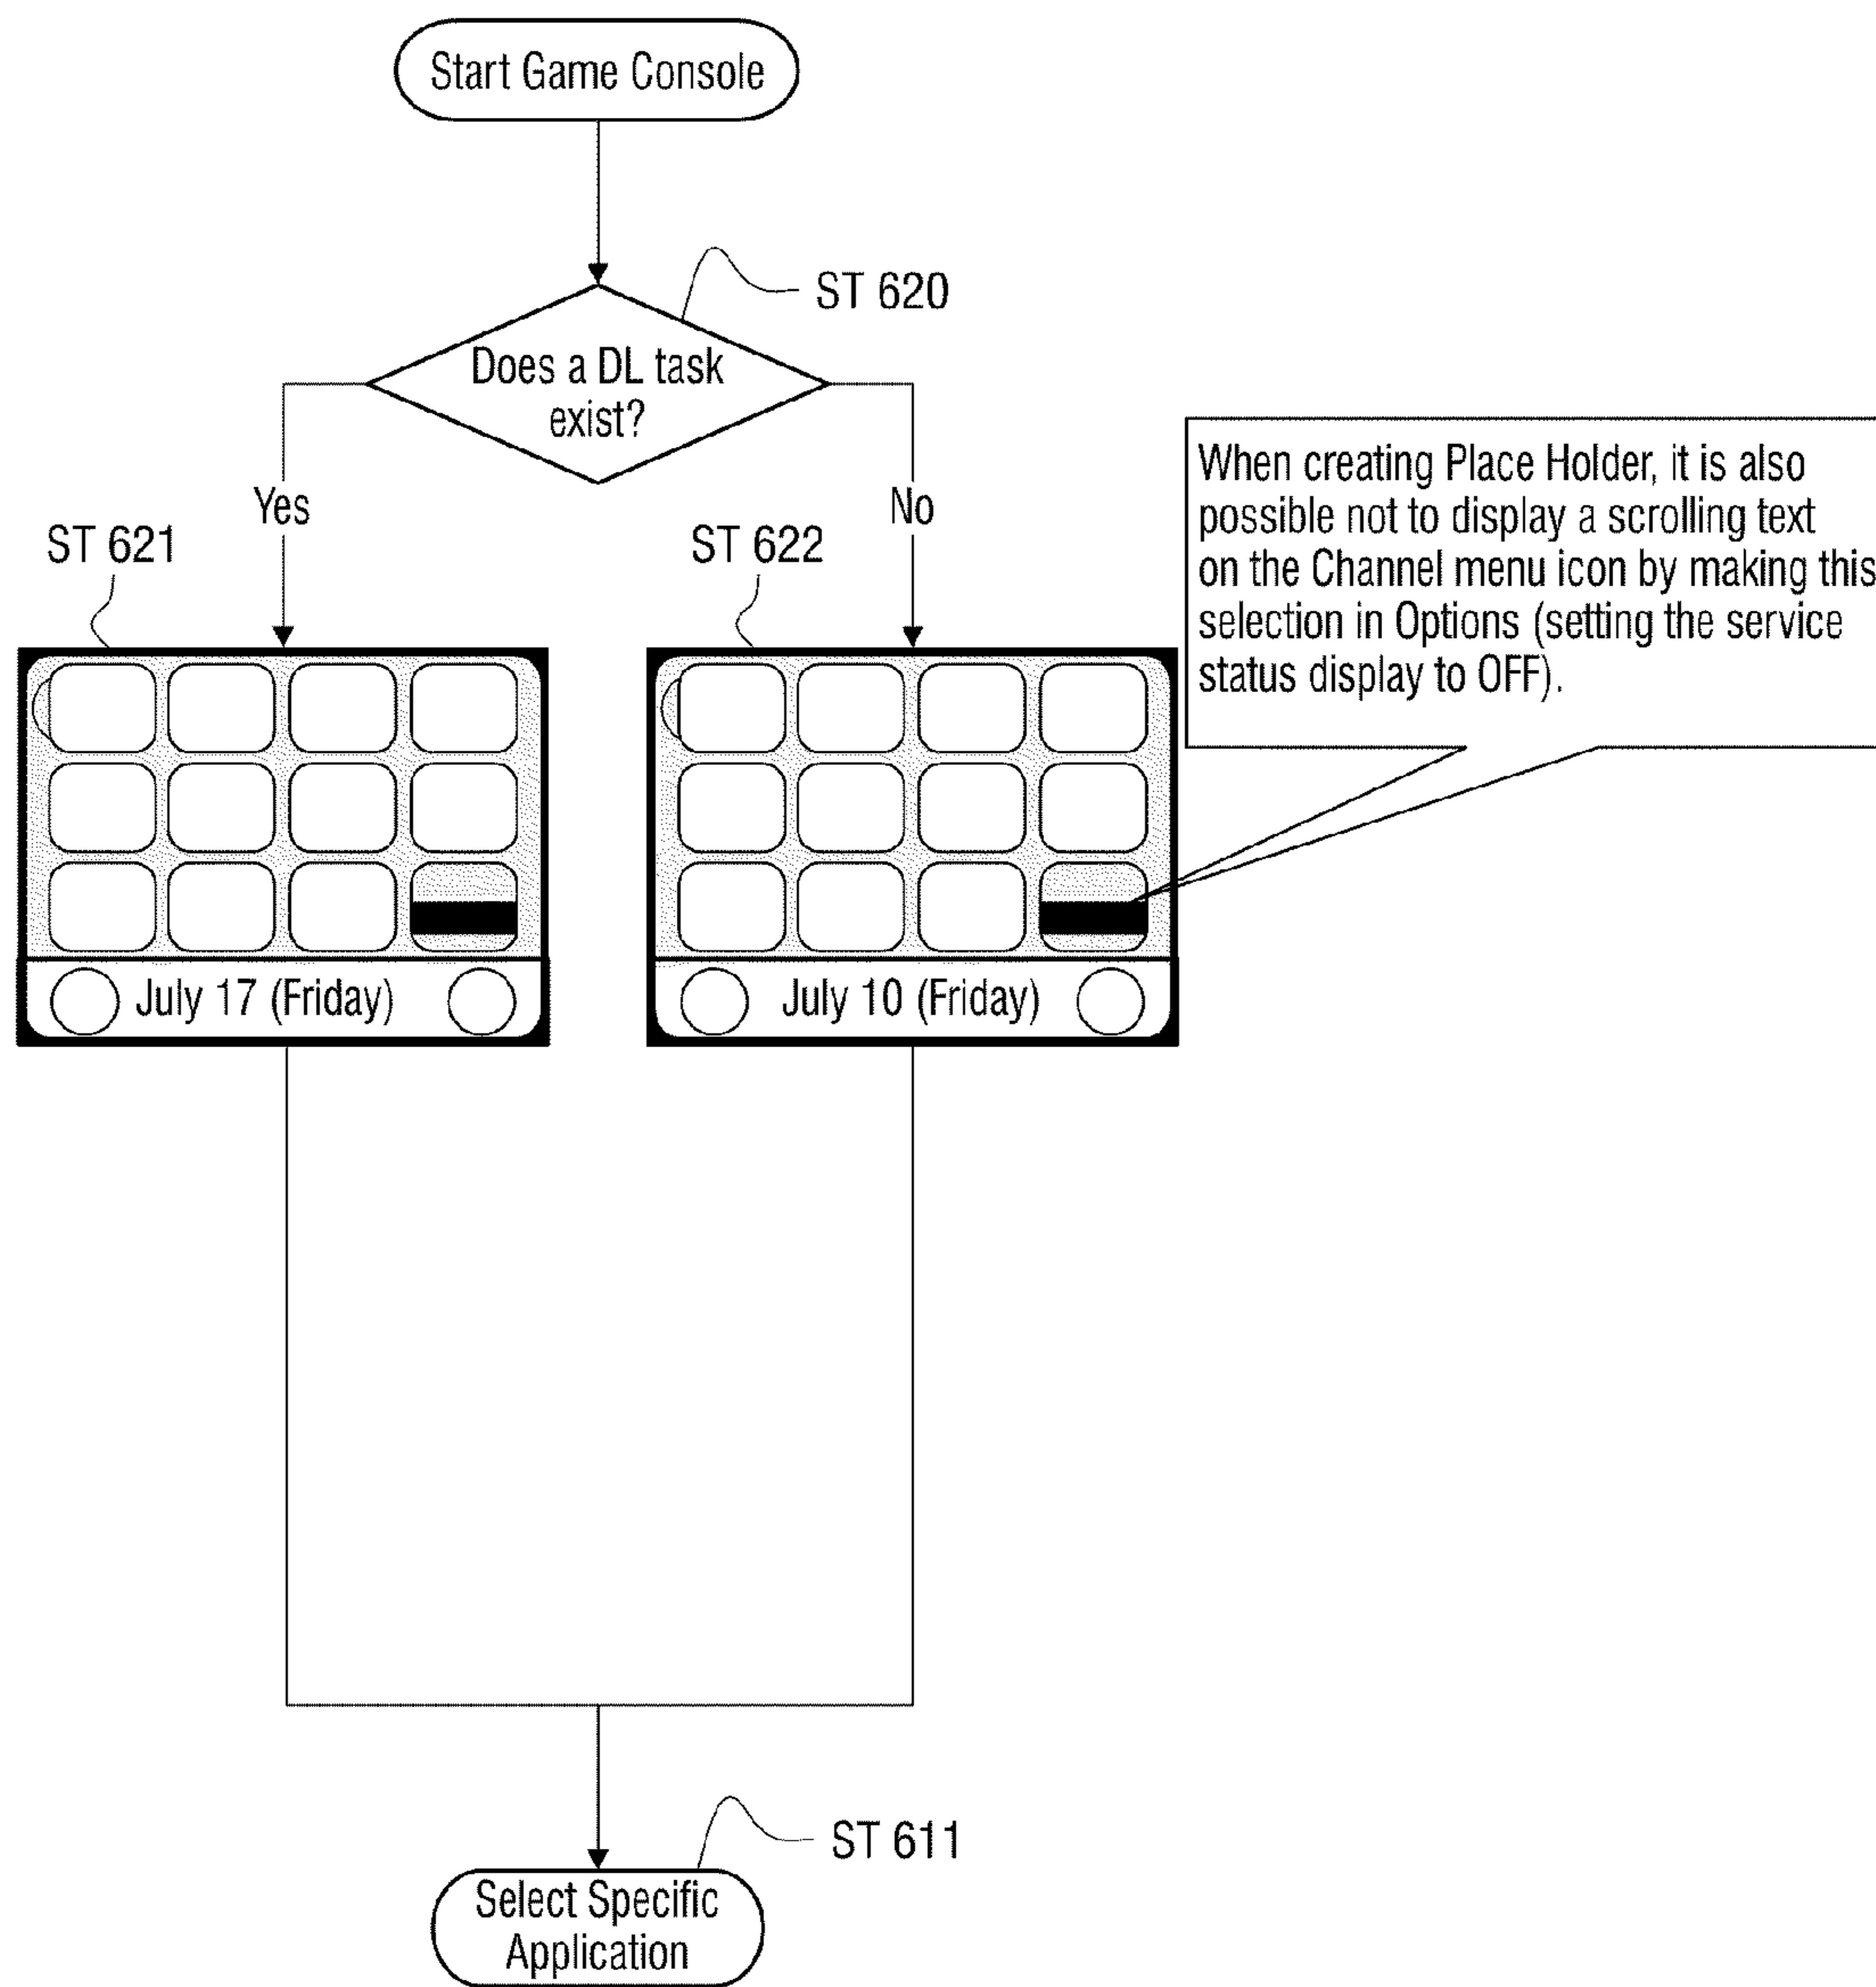 Start Game Console
ST 620
Does a DL task
exist?
Yes
No
ST 621
ST 622
When creating Place Holder, it is also
possible not to display a scrolling text
on the Channel menu icon by making this
selection in Options (setting the service
status display to OFF).
July 17 (Friday)
July 10 (Friday)
ST 611
Select Specific
Application